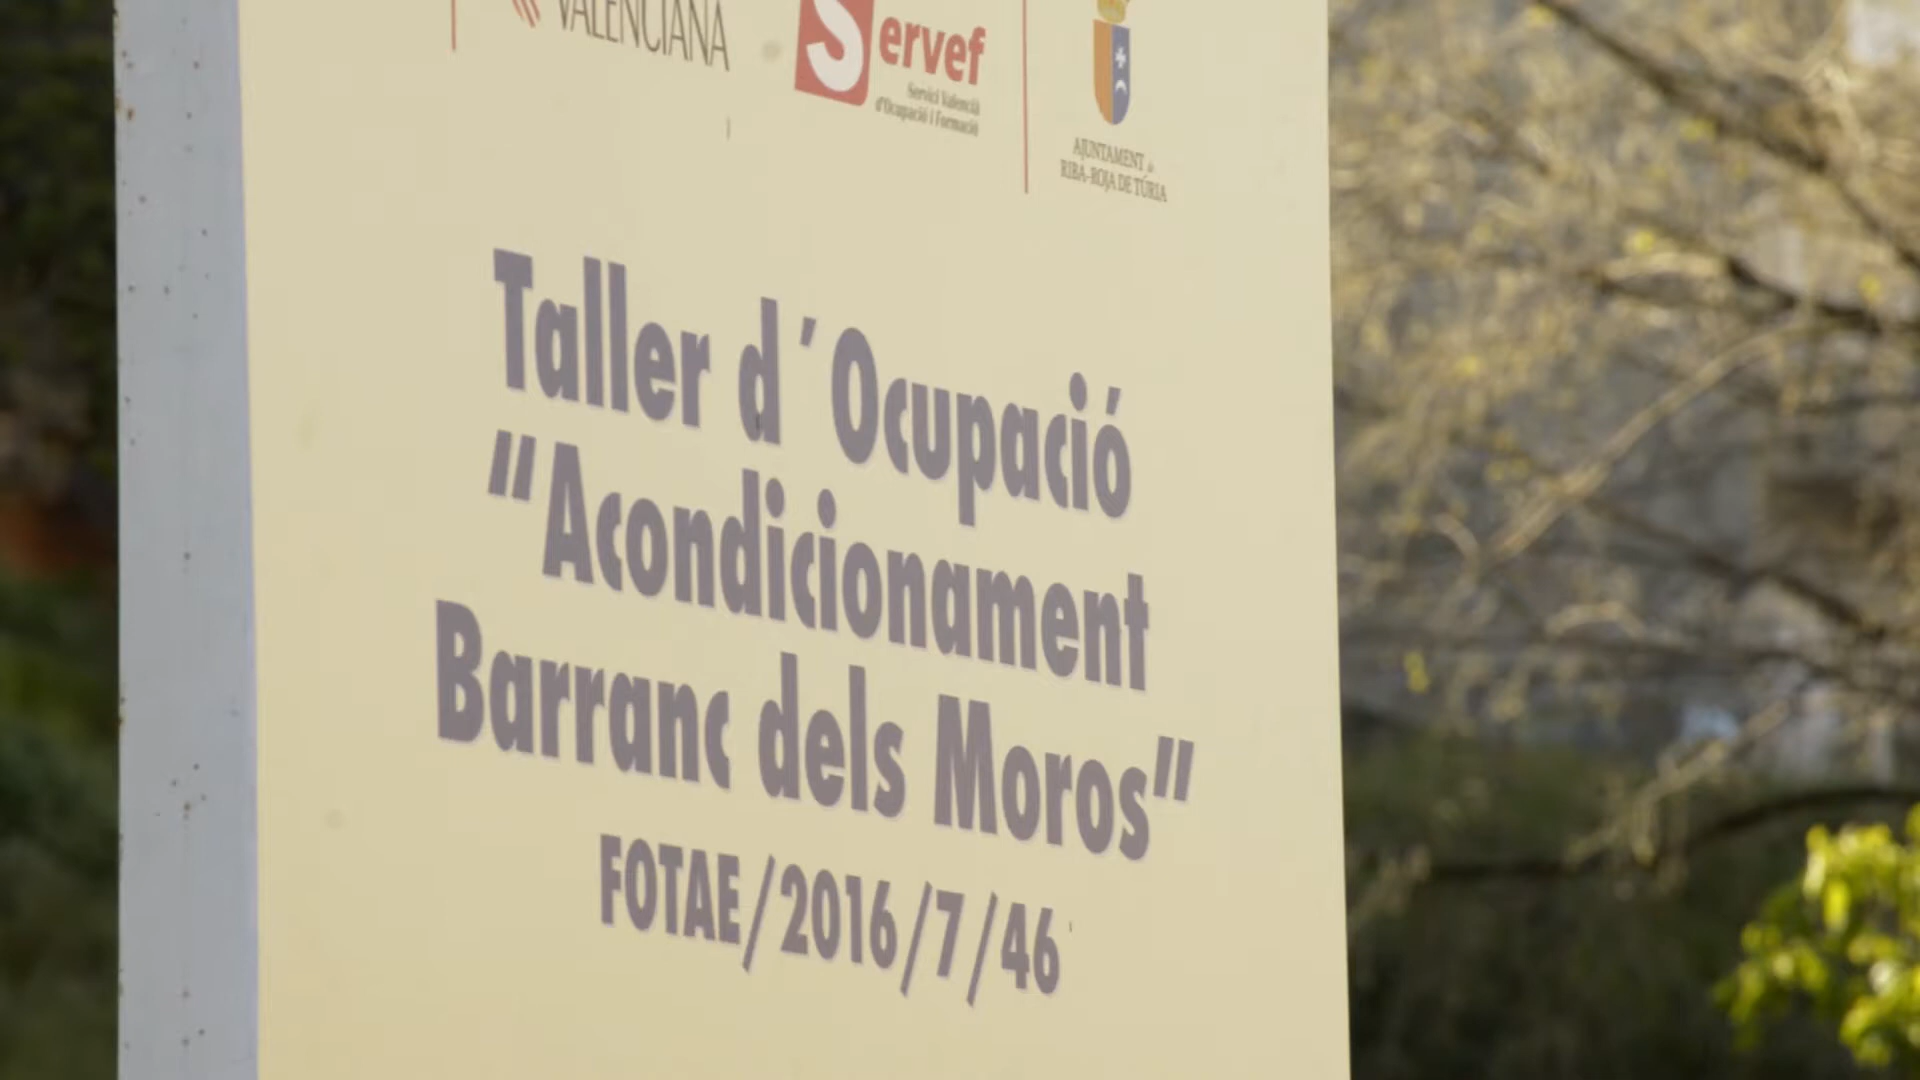 VALENCIANA
Servef
Servici Valencià
d'Ocupació i Formació
AJUNTAMENT de
RIBA-ROJA DE TÚRIA
Taller d´Ocupació
"Acondicionament
Barranc dels Moros"
FOTAE/2016/7/46